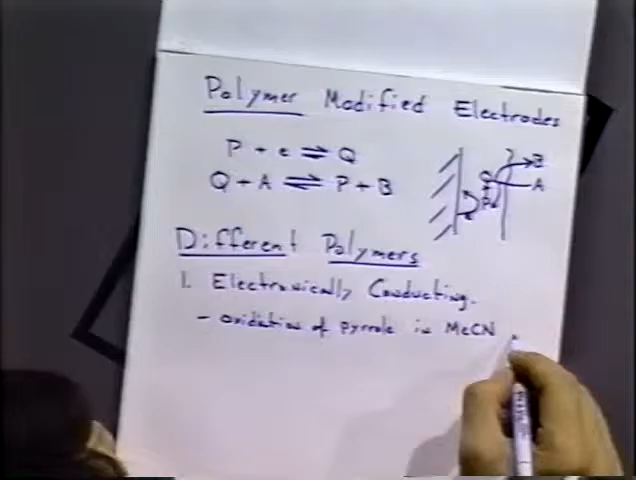 Polymer Modified Electrodes
P + e ⇌ Q
B
Q + A ⇌ P + B
A
Different Polymers
1. Electronically Conducting.
- oxidation of pyrrole in MeCN